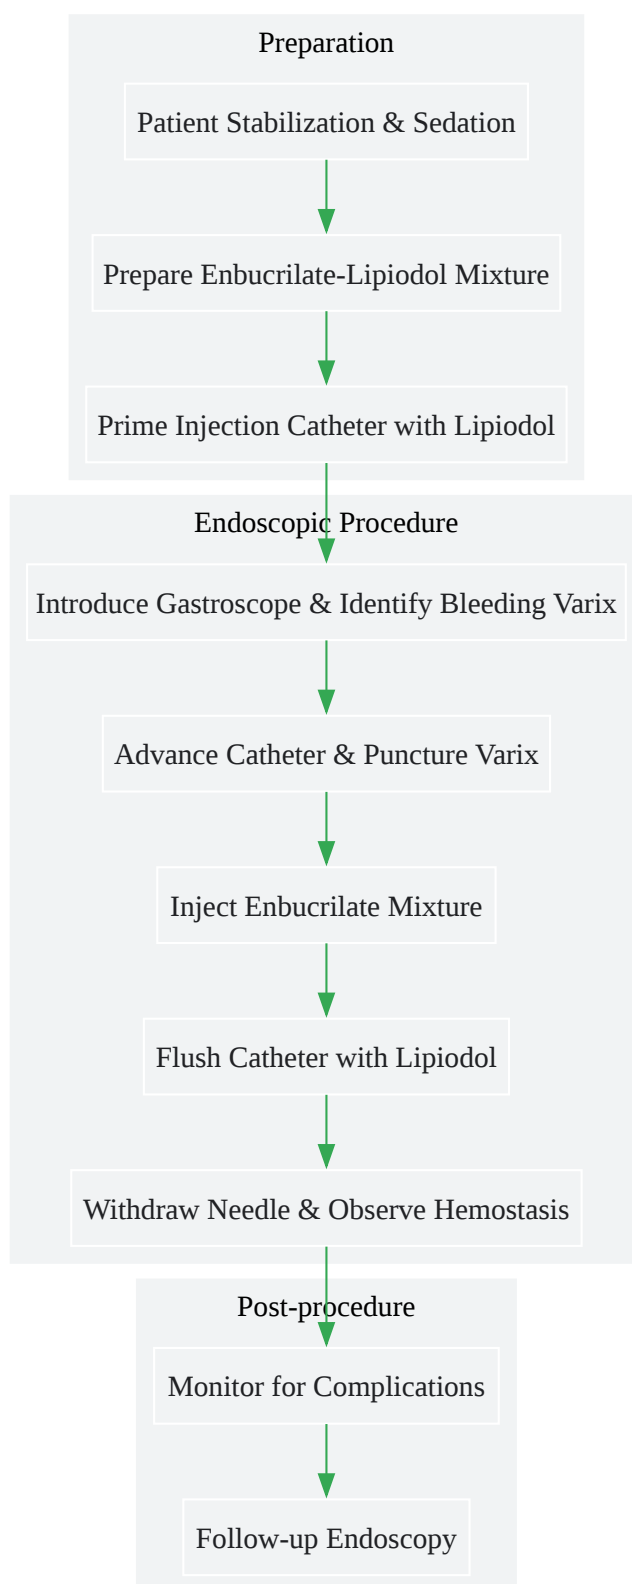 Preparation
Patient Stabilization & Sedation
Prepare Enbucrilate-Lipiodol Mixture
Prime Injection Catheter with Lipiodol
Endoscopic Procedure
Introduce Gastroscope & Identify Bleeding Varix
Advance Catheter & Puncture Varix
Inject Enbucrilate Mixture
Flush Catheter with Lipiodol
Withdraw Needle & Observe Hemostasis
Post-procedure
Monitor for Complications
Follow-up Endoscopy